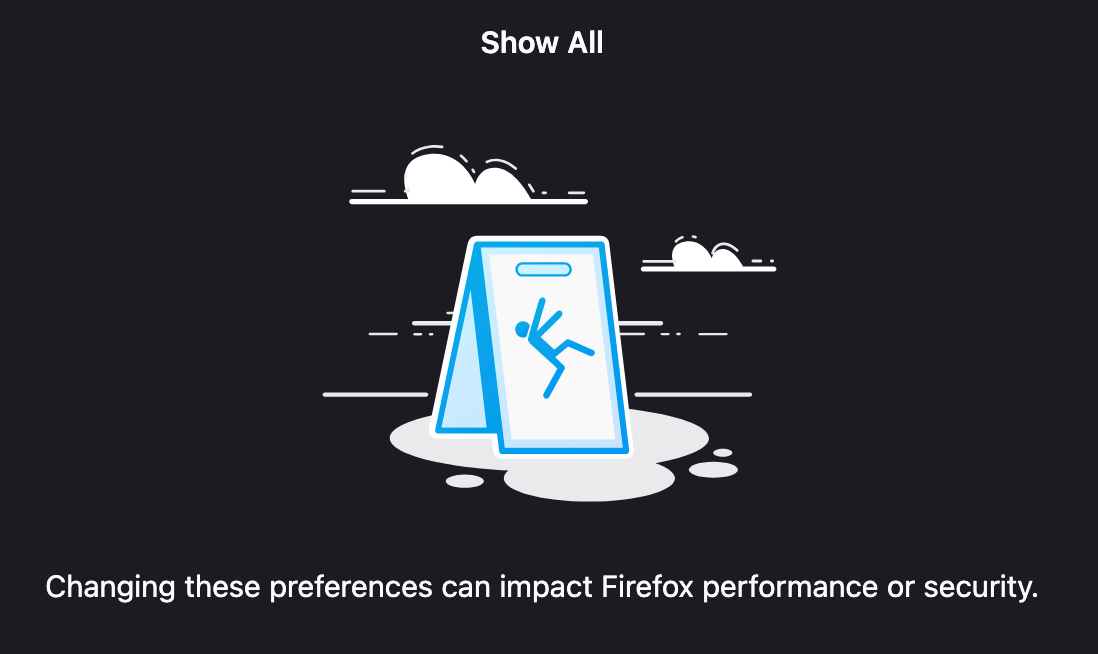 Show All
Changing these preferences can impact Firefox performance or security.